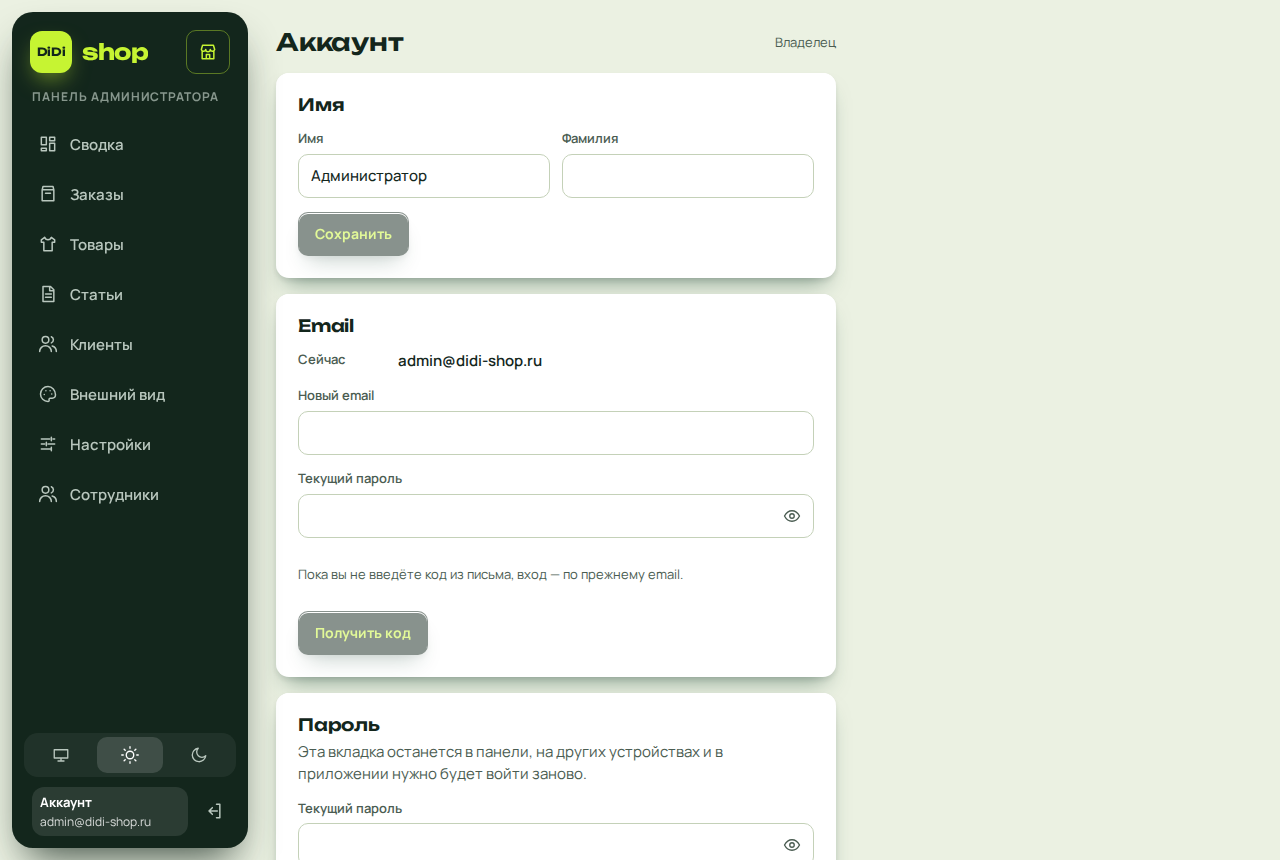 DiDi shop
ПАНЕЛЬ АДМИНИСТРАТОРА
Сводка
Заказы
Товары
Статьи
Клиенты
Внешний вид
Настройки
Сотрудники
Аккаунт
admin@didi-shop.ru
Аккаунт
Владелец
Имя
Имя
Фамилия
Администратор
Сохранить
Email
Сейчас
admin@didi-shop.ru
Новый email
Текущий пароль
Пока вы не введёте код из письма, вход — по прежнему email.
Получить код
Пароль
Эта вкладка останется в панели, на других устройствах и в
приложении нужно будет войти заново.
Текущий пароль